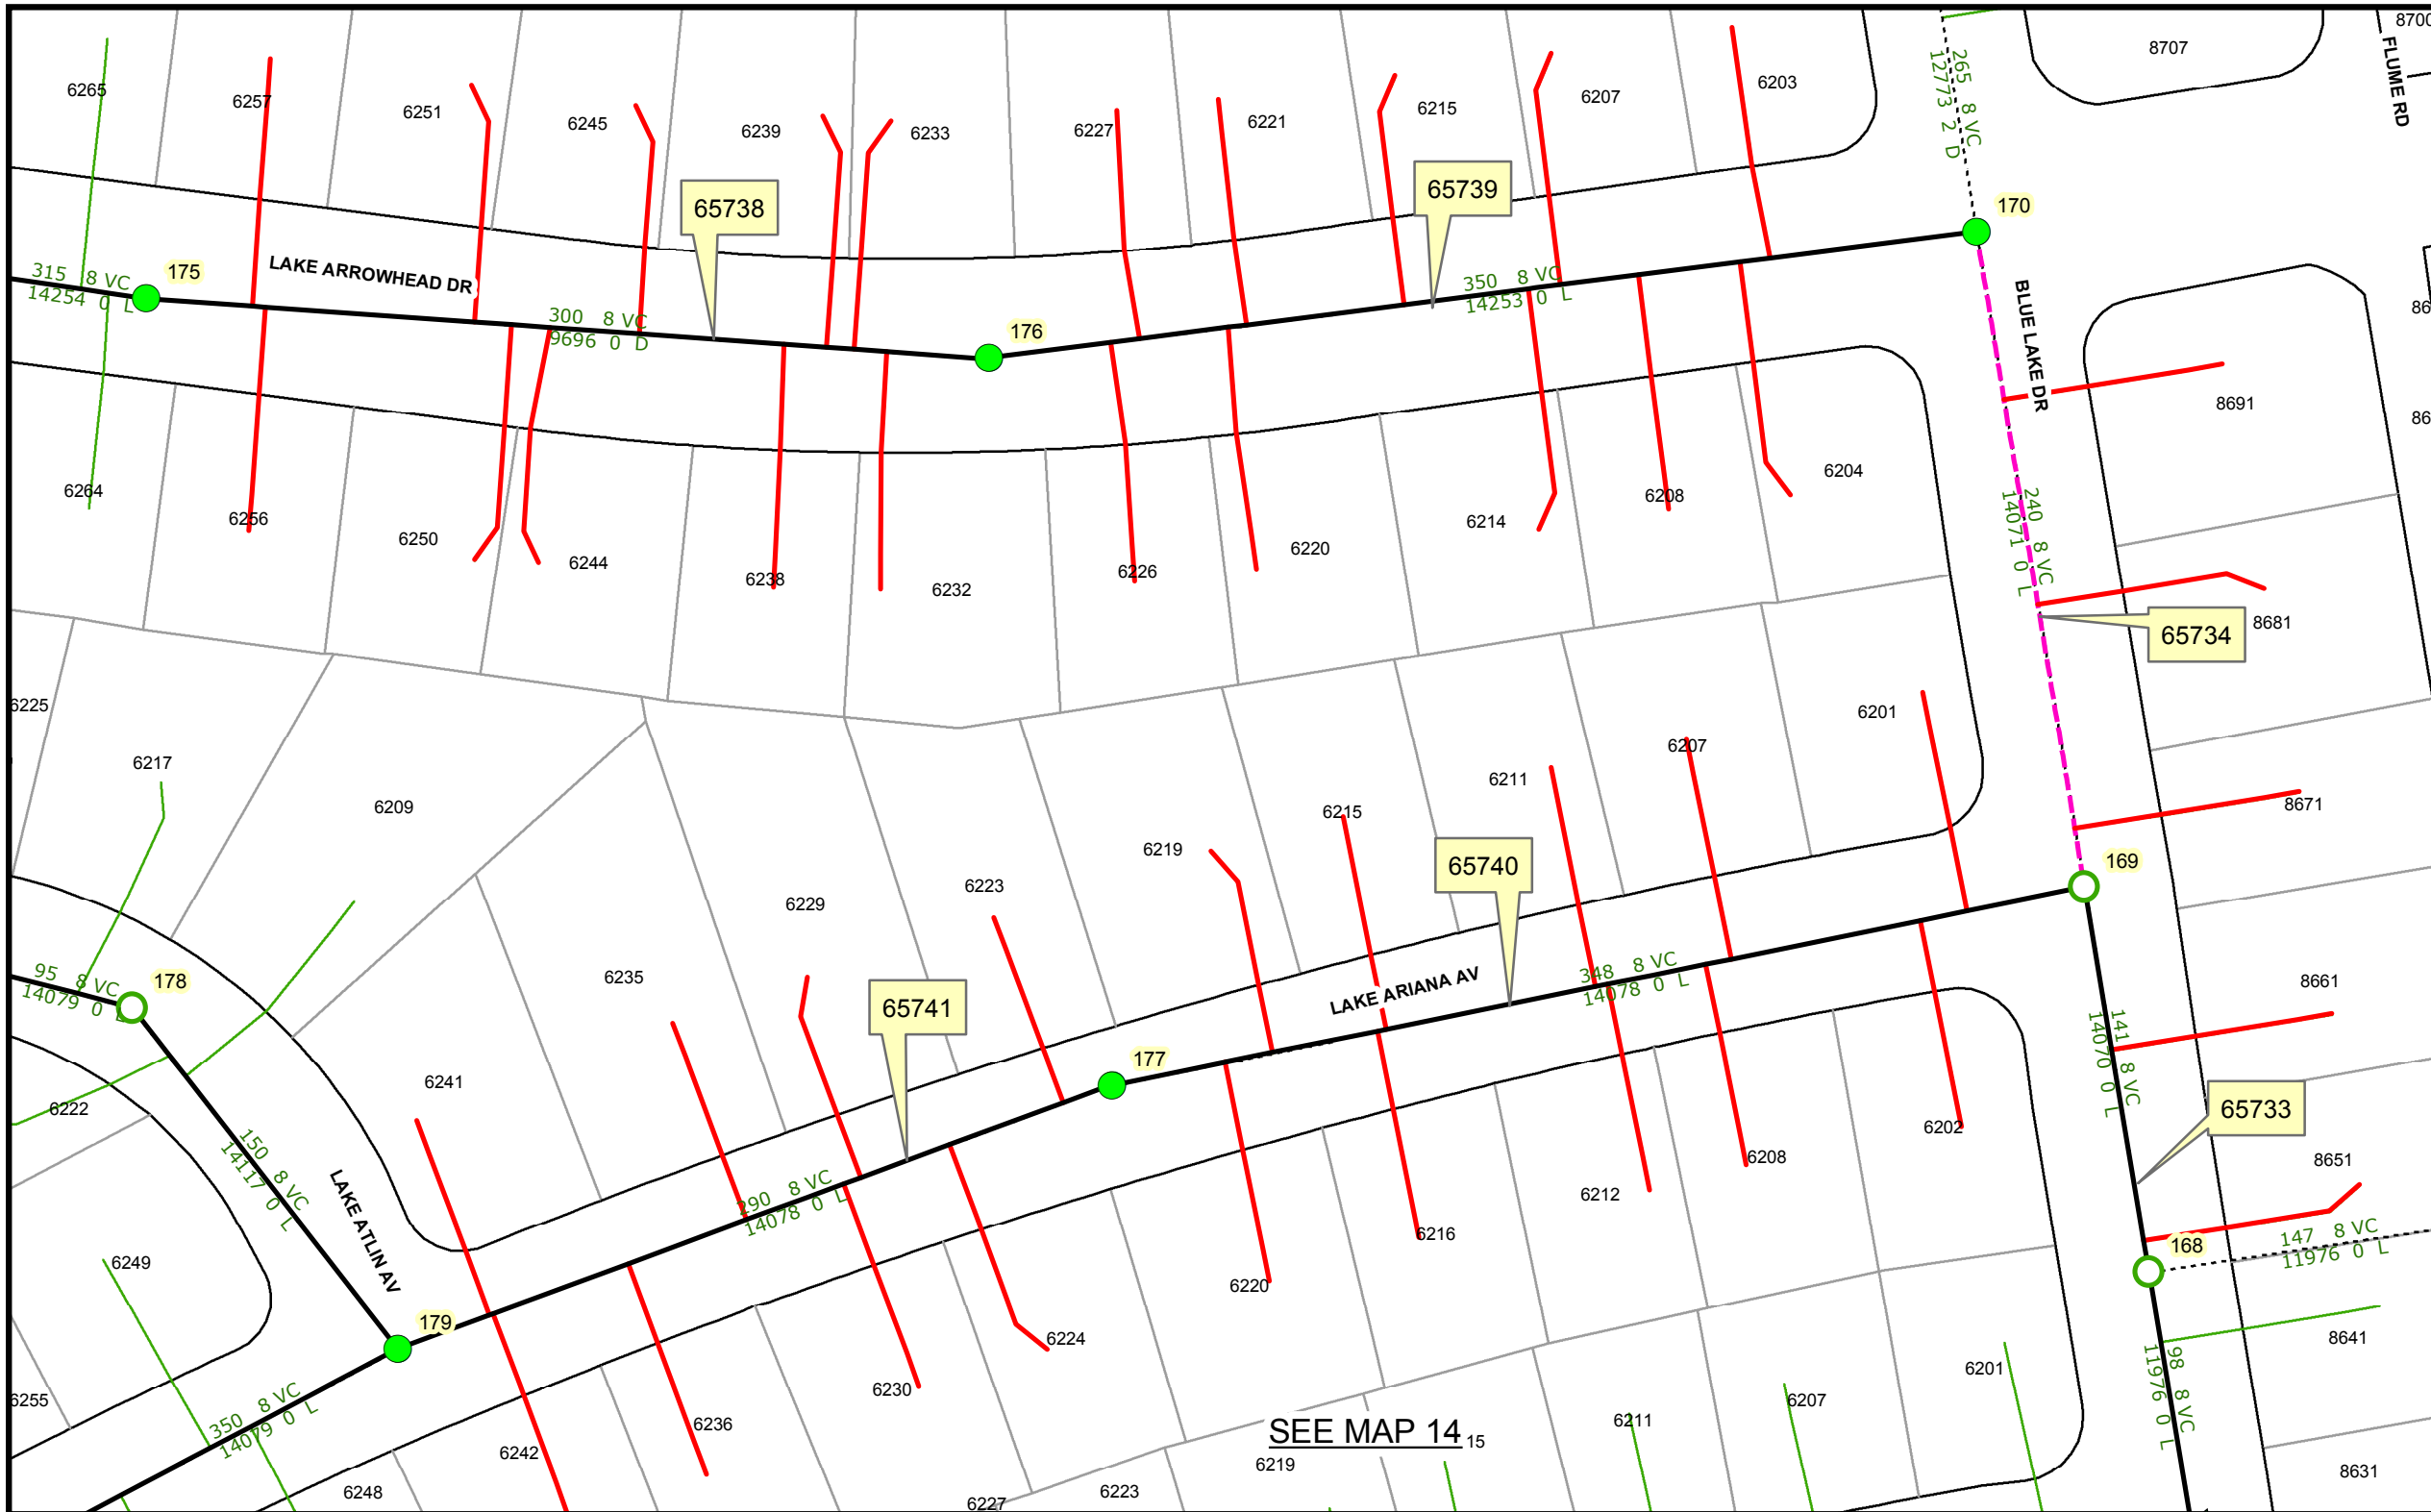 8700
8707
FLUME RD
6265
6257
6251
6245
6239
6233
6227
6221
6215
6207
6203
265 8 VC
12773 2 D
65738
65739
170
175
LAKE ARROWHEAD DR
315 8 VC
14254 0 L
300 8 VC
9696 0 D
176
350 8 VC
14253 0 L
BLUE LAKE DR
86
8691
86
6264
6256
6250
6244
6238
6232
6226
6220
6214
6208
6204
240 8 VC
14071 0 L
65734
8681
6225
6217
6209
6201
6207
6211
6215
6219
6223
6229
6235
6241
65740
169
8671
178
95 8 VC
14079 0 L
65741
LAKE ARIANA AV
348 8 VC
14078 0 L
8661
177
141 8 VC
14070 0 L
65733
6222
150 8 VC
14117 0 L
LAKE ATLIN AV
290 8 VC
14078 0 L
6202
6208
6212
6216
6220
6224
6230
6236
6242
6248
8651
168
147 8 VC
11976 0 L
6249
179
6255
350 8 VC
14079 0 L
98 8 VC
11976 0 L
8641
6201
6207
6211
SEE MAP 14
15
6219
6223
6227
8631